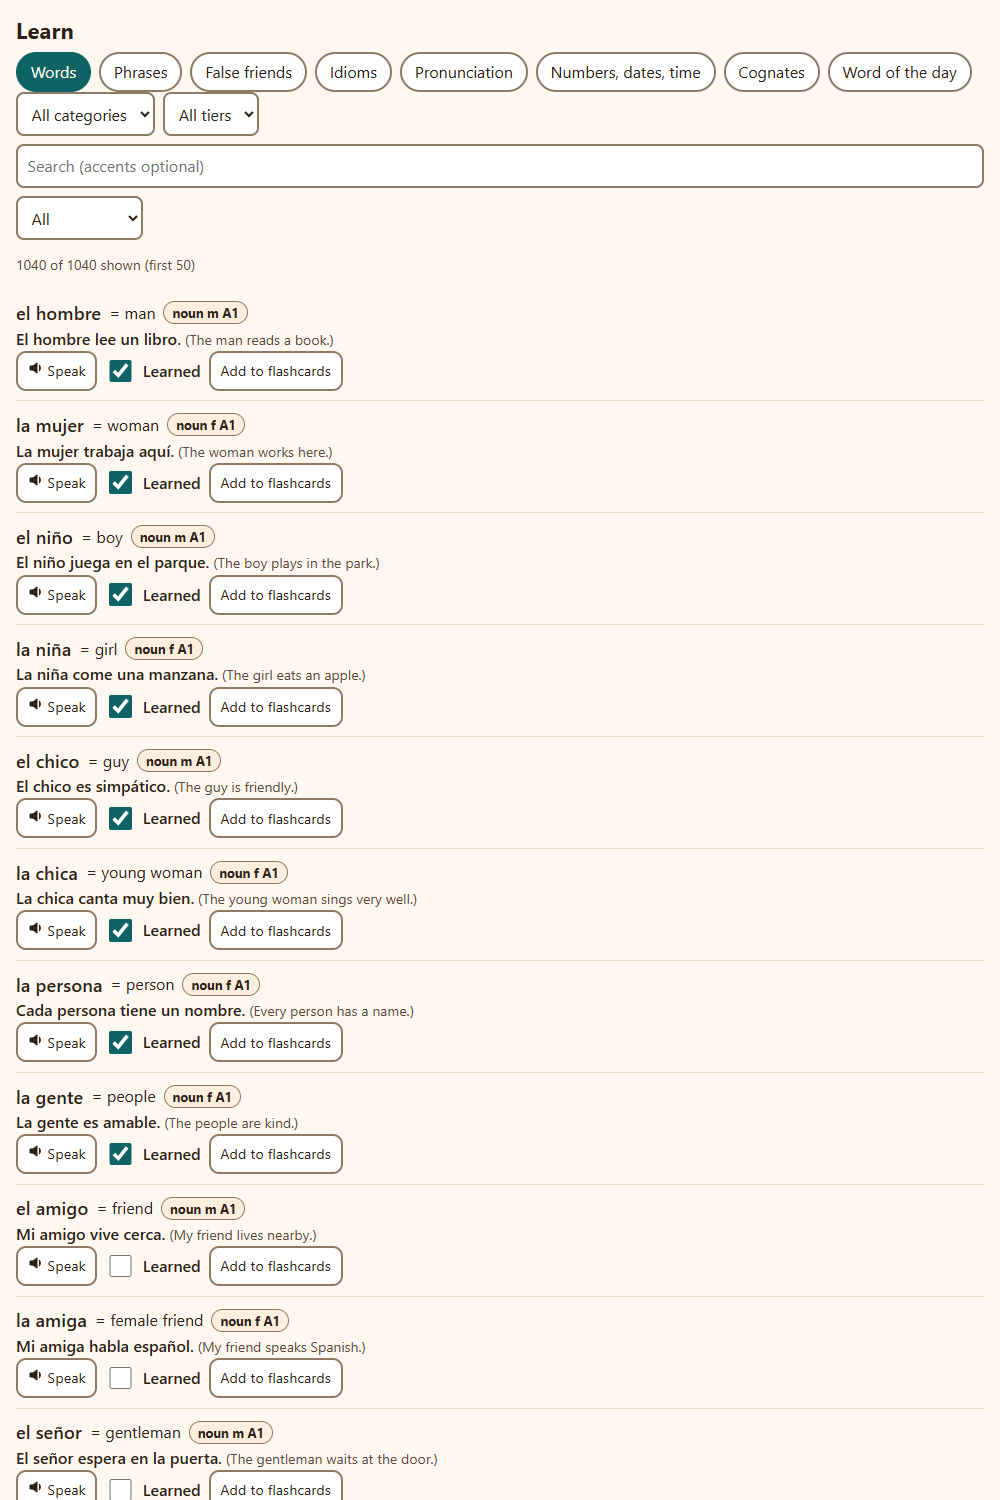 Learn
Words Phrases False friends Idioms Pronunciation Numbers, dates, time Cognates Word of the day
All categories All tiers
Search (accents optional)
All
1040 of 1040 shown (first 50)
el hombre = man noun m A1
El hombre lee un libro. (The man reads a book.)
Speak Learned Add to flashcards
la mujer = woman noun f A1
La mujer trabaja aquí. (The woman works here.)
Speak Learned Add to flashcards
el niño = boy noun m A1
El niño juega en el parque. (The boy plays in the park.)
Speak Learned Add to flashcards
la niña = girl noun f A1
La niña come una manzana. (The girl eats an apple.)
Speak Learned Add to flashcards
el chico = guy noun m A1
El chico es simpático. (The guy is friendly.)
Speak Learned Add to flashcards
la chica = young woman noun f A1
La chica canta muy bien. (The young woman sings very well.)
Speak Learned Add to flashcards
la persona = person noun f A1
Cada persona tiene un nombre. (Every person has a name.)
Speak Learned Add to flashcards
la gente = people noun f A1
La gente es amable. (The people are kind.)
Speak Learned Add to flashcards
el amigo = friend noun m A1
Mi amigo vive cerca. (My friend lives nearby.)
Speak Learned Add to flashcards
la amiga = female friend noun f A1
Mi amiga habla español. (My friend speaks Spanish.)
Speak Learned Add to flashcards
el señor = gentleman noun m A1
El señor espera en la puerta. (The gentleman waits at the door.)
Speak Learned Add to flashcards